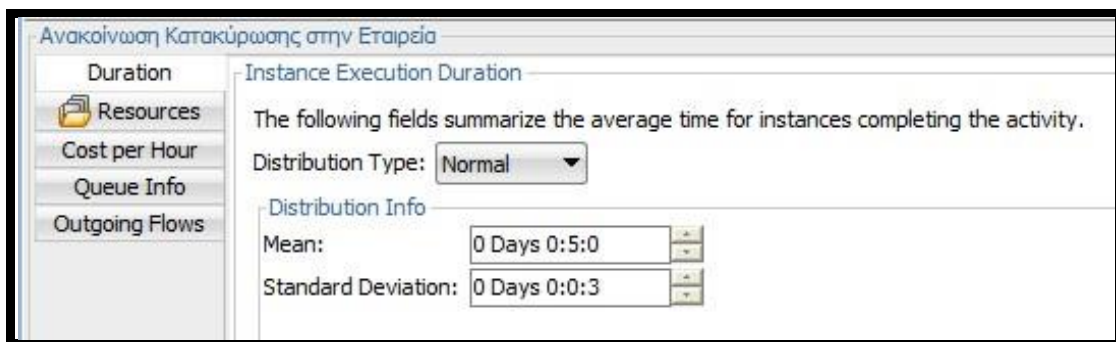 Ανακοίνωση Κατακύρωσης στην Εταιρεία
Duration
Resources
Cost per Hour
Queue Info
Outgoing Flows
Instance Execution Duration
The following fields summarize the average time for instances completing the activity.
Distribution Type: Normal
Distribution Info
Mean: 0 Days 0:5:0
Standard Deviation: 0 Days 0:0:3